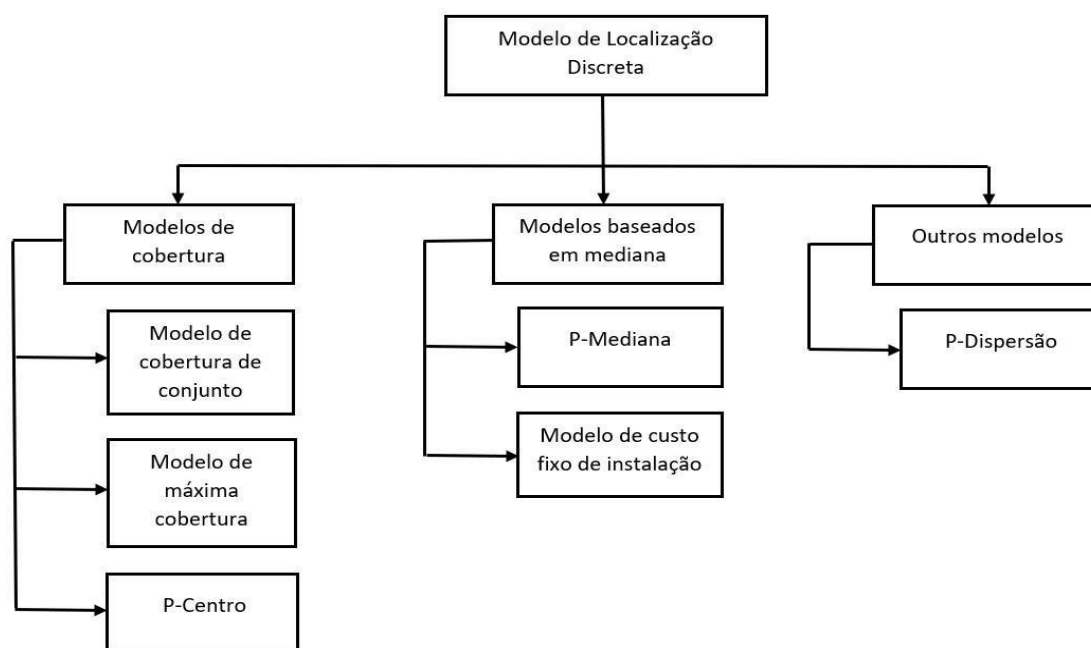 Modelo de Localização
Discreta
Modelos de
cobertura
Modelo de
cobertura de
conjunto
Modelo de
máxima
cobertura
P-Centro
Modelos baseados
em mediana
P-Mediana
Modelo de custo
fixo de instalação
Outros modelos
P-Dispersão